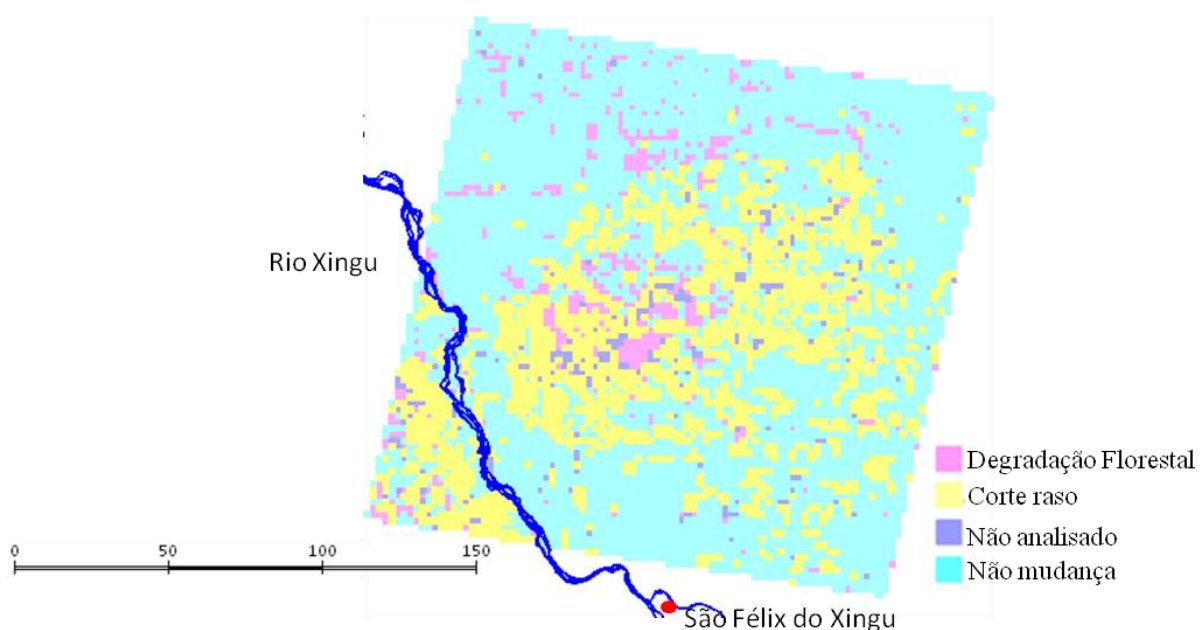 Rio Xingu
Degradação Florestal
Corte raso
Não analisado
Não mudança
0 50 100 150
São Félix do Xingu